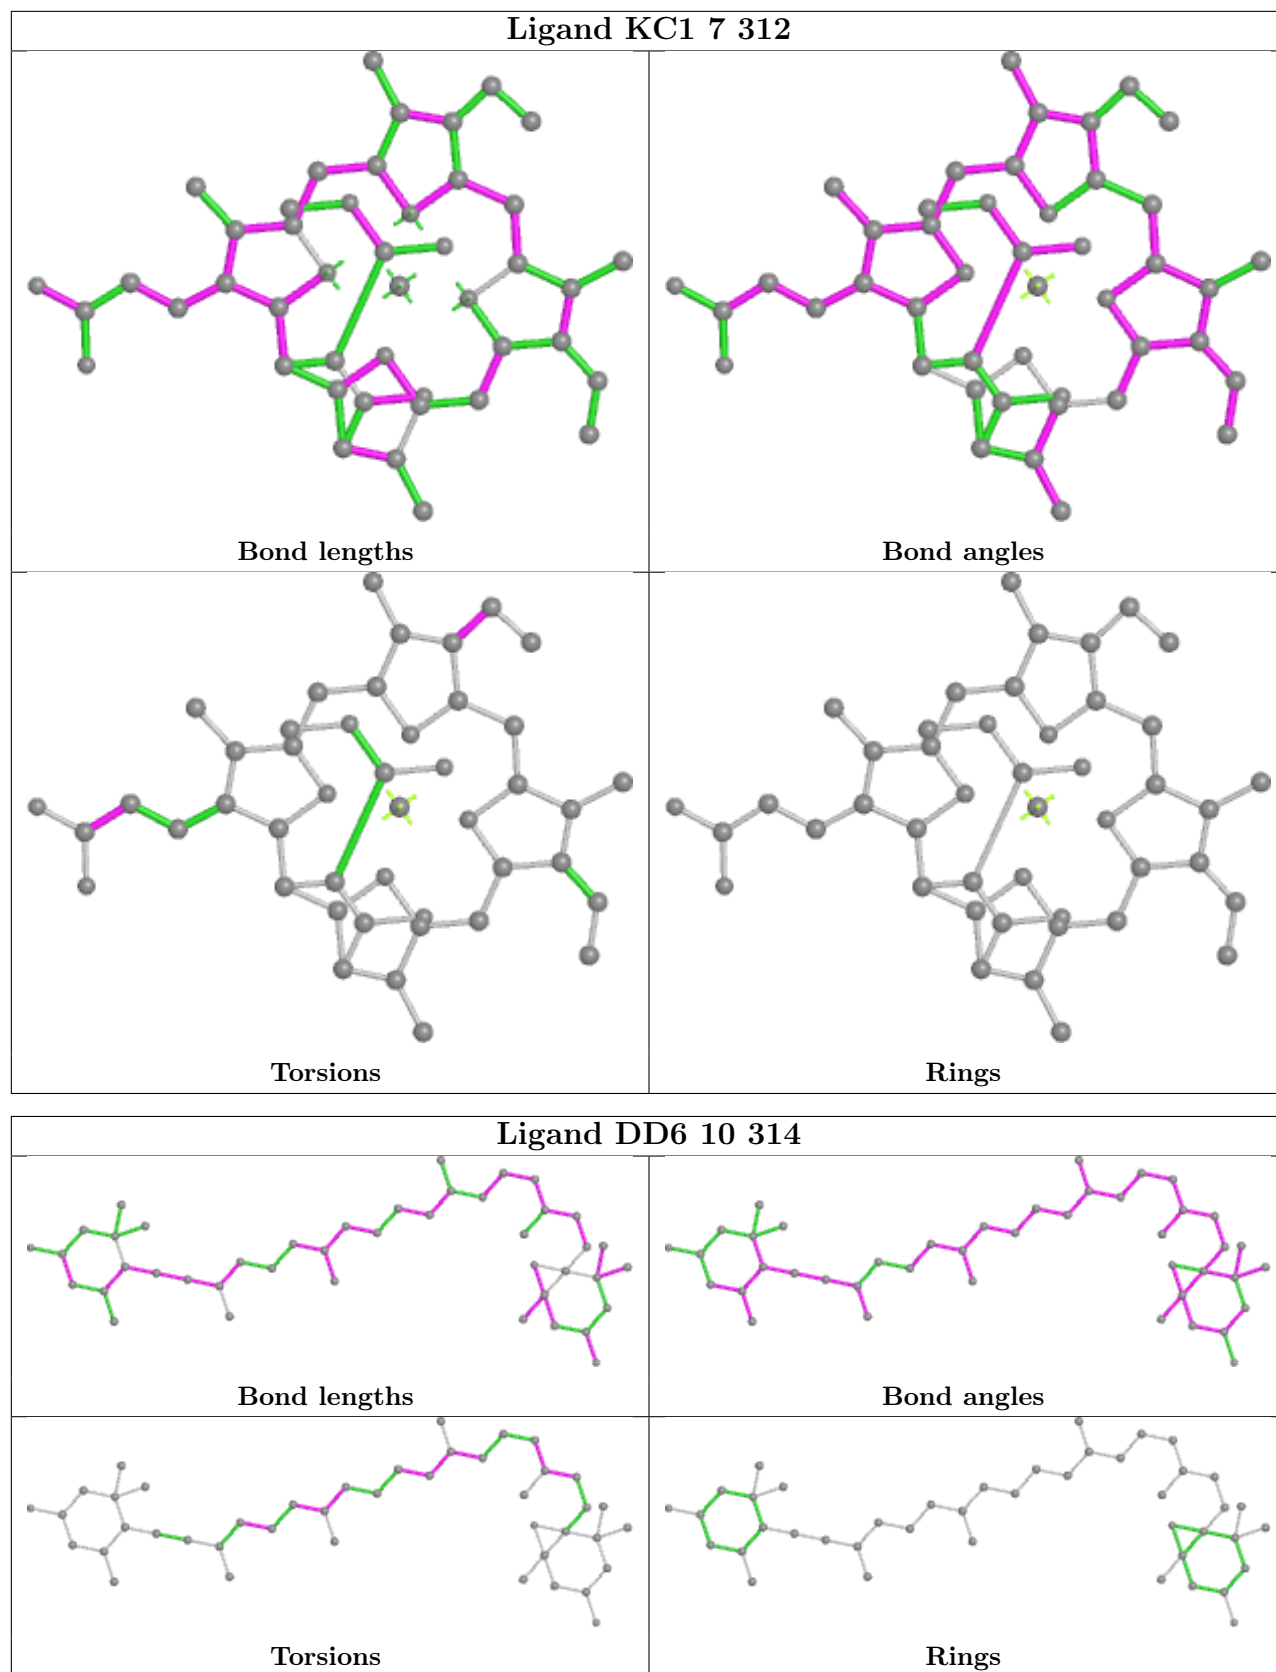 Ligand KC1 7 312
Bond lengths
Bond angles
Torsions
Rings
Ligand DD6 10 314
Bond lengths
Bond angles
Torsions
Rings